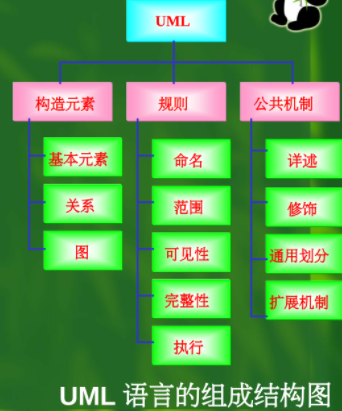 UML
构造元素
规则
公共机制
基本元素
命名
详述
关系
范围
修饰
图
可见性
通用划分
完整性
扩展机制
执行
UML 语言的组成结构图